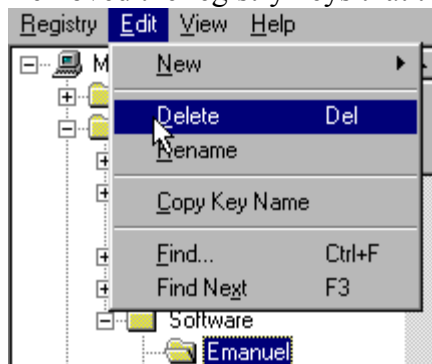 Registry Edit View Help
M
New
Delete Del
Rename
Copy Key Name
Find... Ctrl+F
Find Next F3
Software
Emanuel